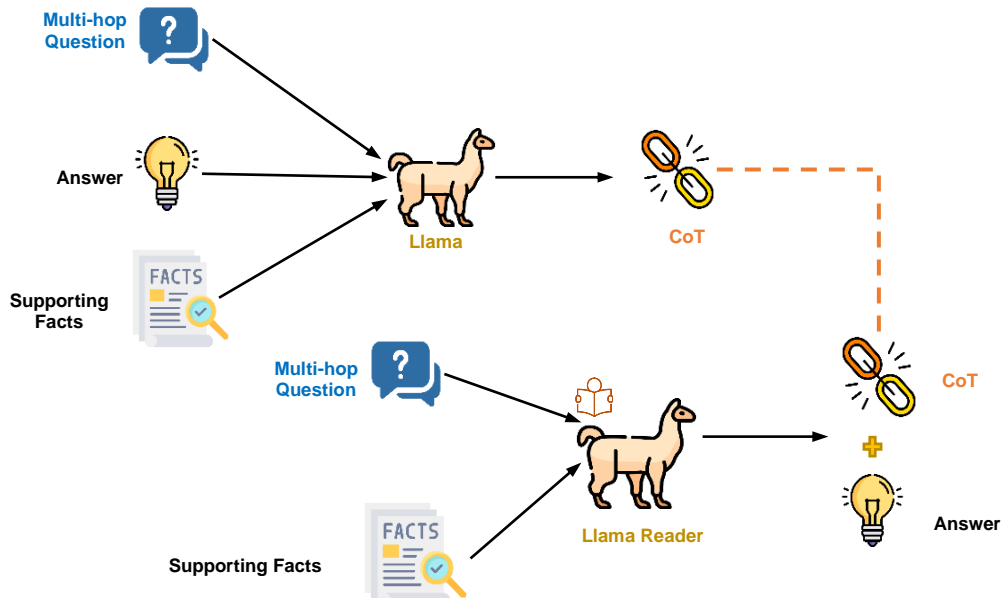 Multi-hop
Question
?
Answer
Llama
CoT
FACTS
Supporting
Facts
Multi-hop
Question
?
CoT
Llama Reader
Answer
FACTS
Supporting Facts